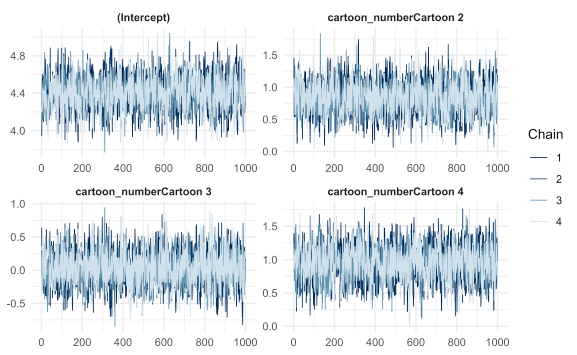 (Intercept)
cartoon_numberCartoon 2
4.8
4.4
4.0
1.5
1.0
0.5
0.0
0 200 400 600 800 1000
0 200 400 600 800 1000
cartoon_numberCartoon 3
cartoon_numberCartoon 4
1.0
0.5
0.0
-0.5
1.5
1.0
0.5
0.0
0 200 400 600 800 1000
0 200 400 600 800 1000
Chain
1
2
3
4